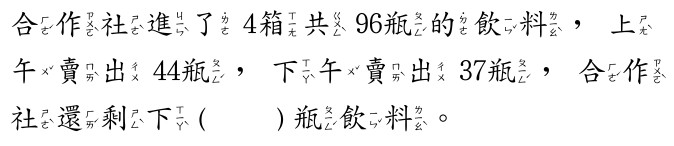 合作社進了 4箱共 96瓶的飲料，上
午賣出 44瓶，下午賣出 37瓶，合作
社還剩下 (　　) 瓶飲料。